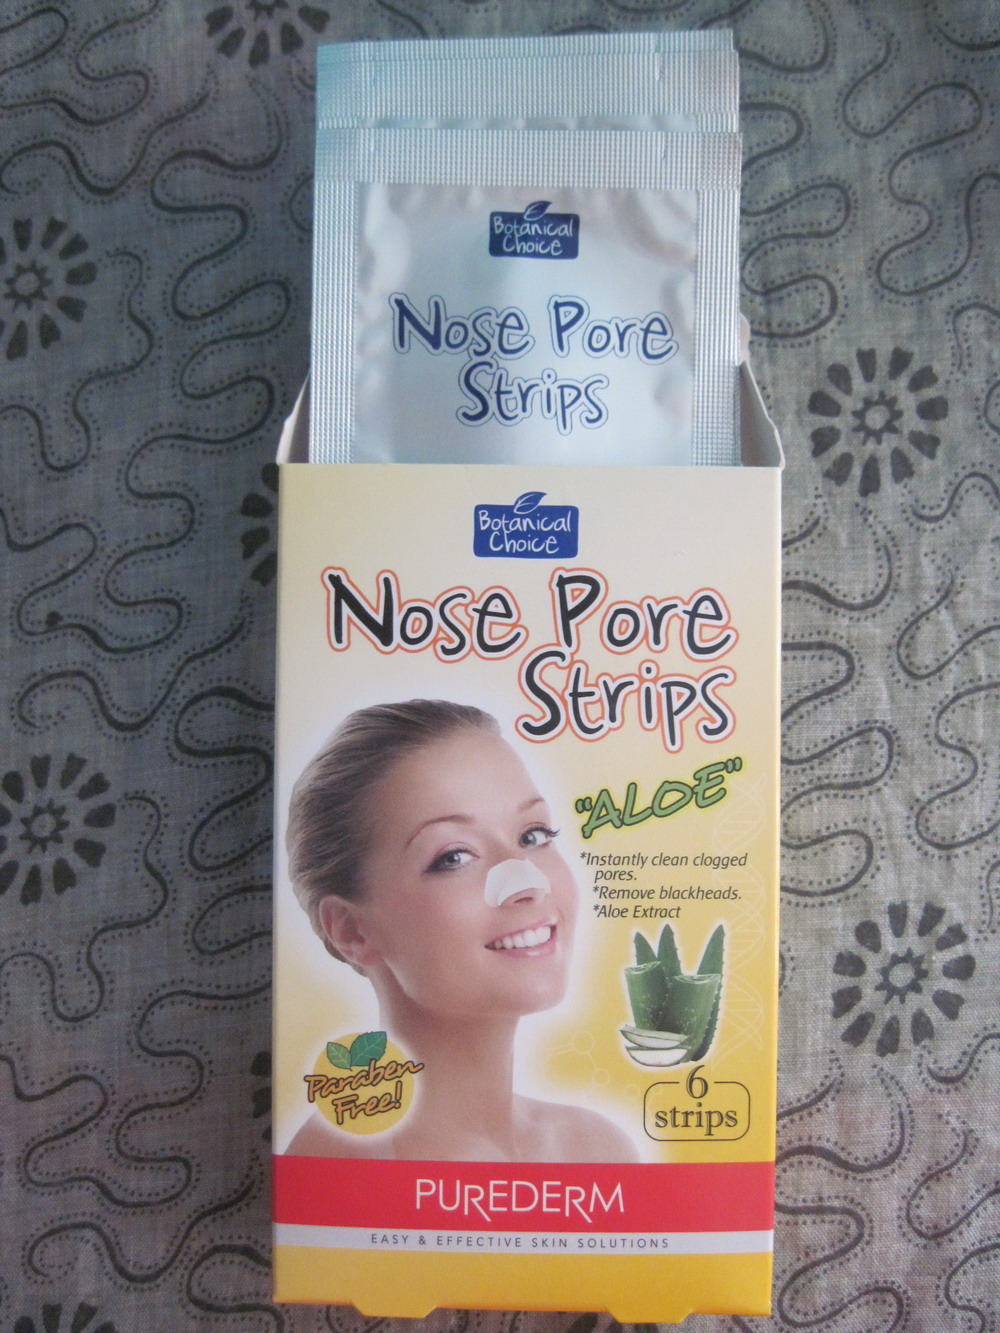 Botanical
Choice
Nose Pore
Strips
Botanical
Choice
Nose Pore
Strips
"ALOE"
*Instantly clean clogged
pores.
*Remove blackheads.
*Aloe Extract
Paraben
Free!
6
strips
PUREDERM
EASY & EFFECTIVE SKIN SOLUTIONS